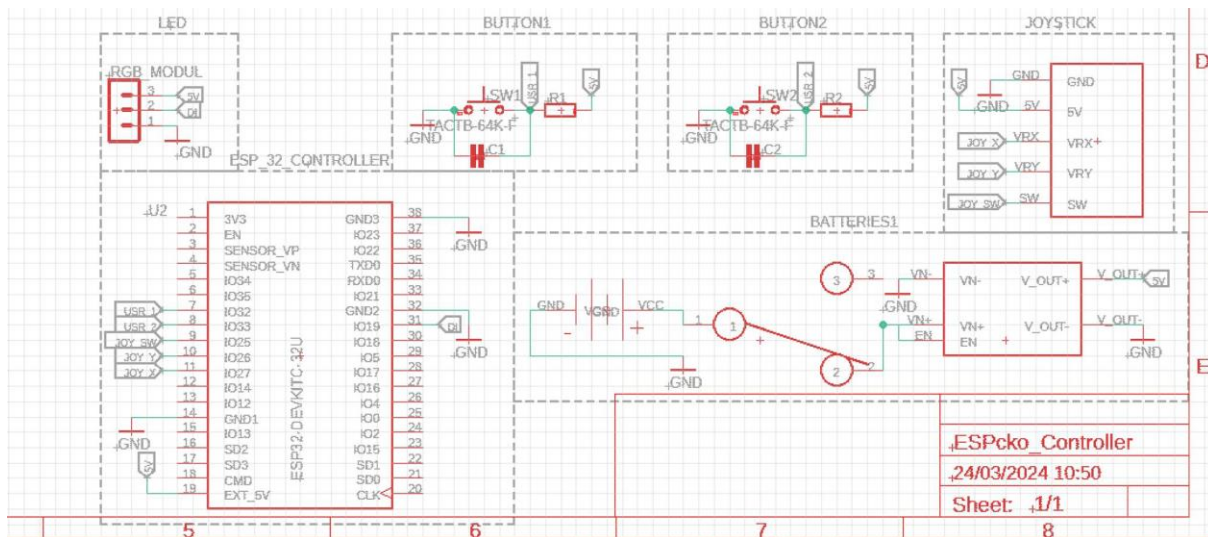 LED
BUTTON1
BUTTON2
JOYSTICK
RGB_MODUL
3
5V
2
DI
1
GND
USR_1
5V
SW1
R1
TACTB-64K-F
GND
C1
USR_2
5V
SW2
R2
TACTB-64K-F
GND
C2
5V
GND
GND
GND
5V
5V
JOY_X
VRX
VRX
JOY_Y
VRY
VRY
JOY_SW
SW
SW
D
ESP_32_CONTROLLER
U2
1 3V3 GND3 38
2 EN IO23 37
GND
3 SENSOR_VP IO22 36
4 SENSOR_VN TXD0 35
5 IO34 RXD0 34
6 IO35 IO21 33
USR_1 7 IO32 GND2 32
USR_2 8 IO33 IO19 31 DI
JOY_SW 9 IO25 IO18 30
GND
JOY_Y 10 IO26 IO5 29
JOY_X 11 IO27 IO17 28
12 IO14 IO16 27
13 IO12 IO4 26
14 GND1 IO0 25
GND
15 IO13 IO2 24
16 SD2 IO15 23
5V
17 SD3 SD1 22
18 CMD SD0 21
19 EXT_5V CLK 20
ESP32-DEVKITC-32U
BATTERIES1
GND
VCC
-
+
1
1
3
3
2
2
GND
VN-
VN-
GND
VN+
VN+
EN
EN
V_OUT+
V_OUT+
5V
V_OUT-
V_OUT-
GND
E
ESPcko_Controller
24/03/2024 10:50
Sheet: 1/1
5
6
7
8